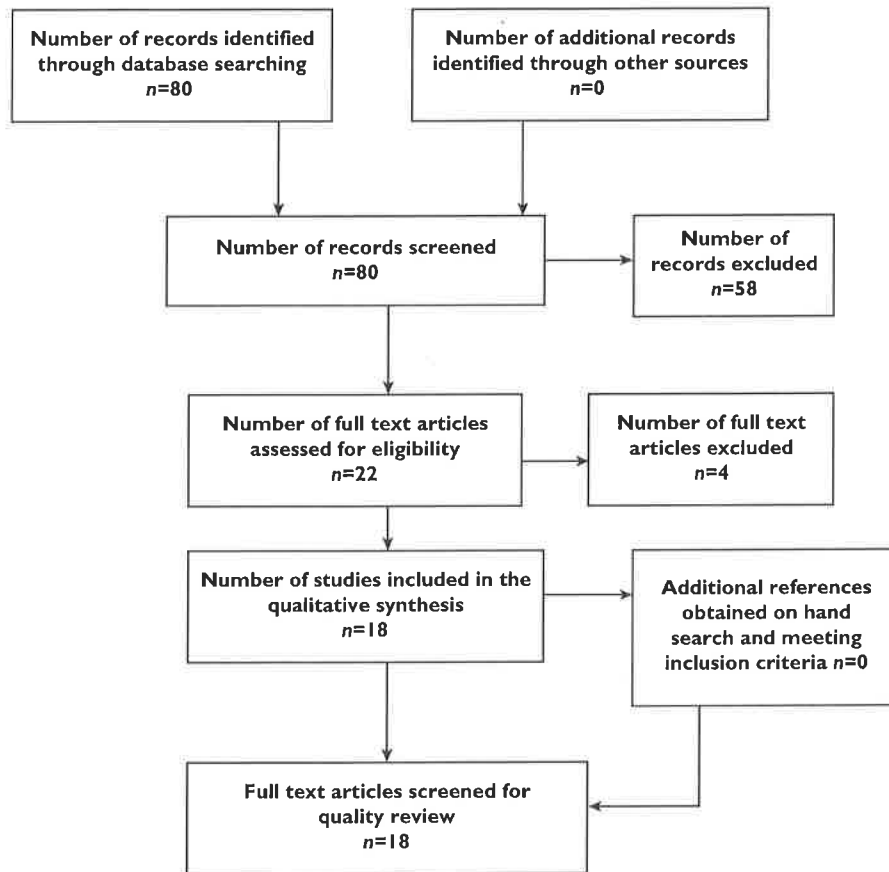 Number of records identified
through database searching
n=80
Number of additional records
identified through other sources
n=0
Number of records screened
n=80
Number of
records excluded
n=58
Number of full text articles
assessed for eligibility
n=22
Number of full text
articles excluded
n=4
Number of studies included in the
qualitative synthesis
n=18
Additional references
obtained on hand
search and meeting
inclusion criteria n=0
Full text articles screened for
quality review
n=18